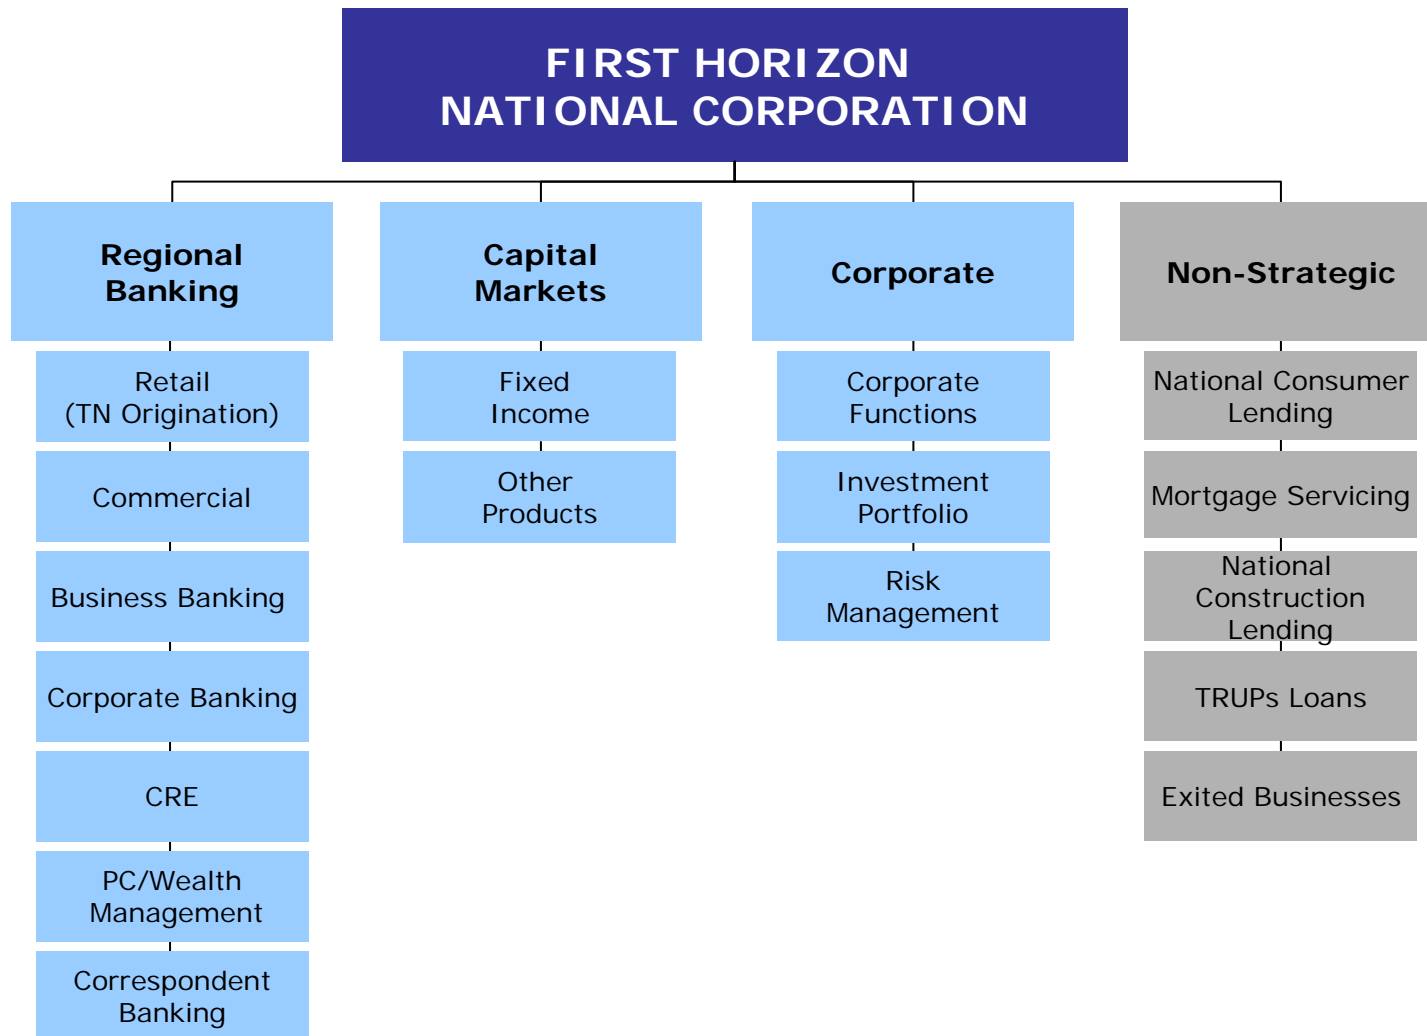 FIRST HORIZON
NATIONAL CORPORATION
Regional
Banking
Retail
(TN Origination)
Commercial
Business Banking
Corporate Banking
CRE
PC/Wealth
Management
Correspondent
Banking
Capital
Markets
Fixed
Income
Other
Products
Corporate
Corporate
Functions
Investment
Portfolio
Risk
Management
Non-Strategic
National Consumer
Lending
Mortgage Servicing
National
Construction
Lending
TRUPs Loans
Exited Businesses